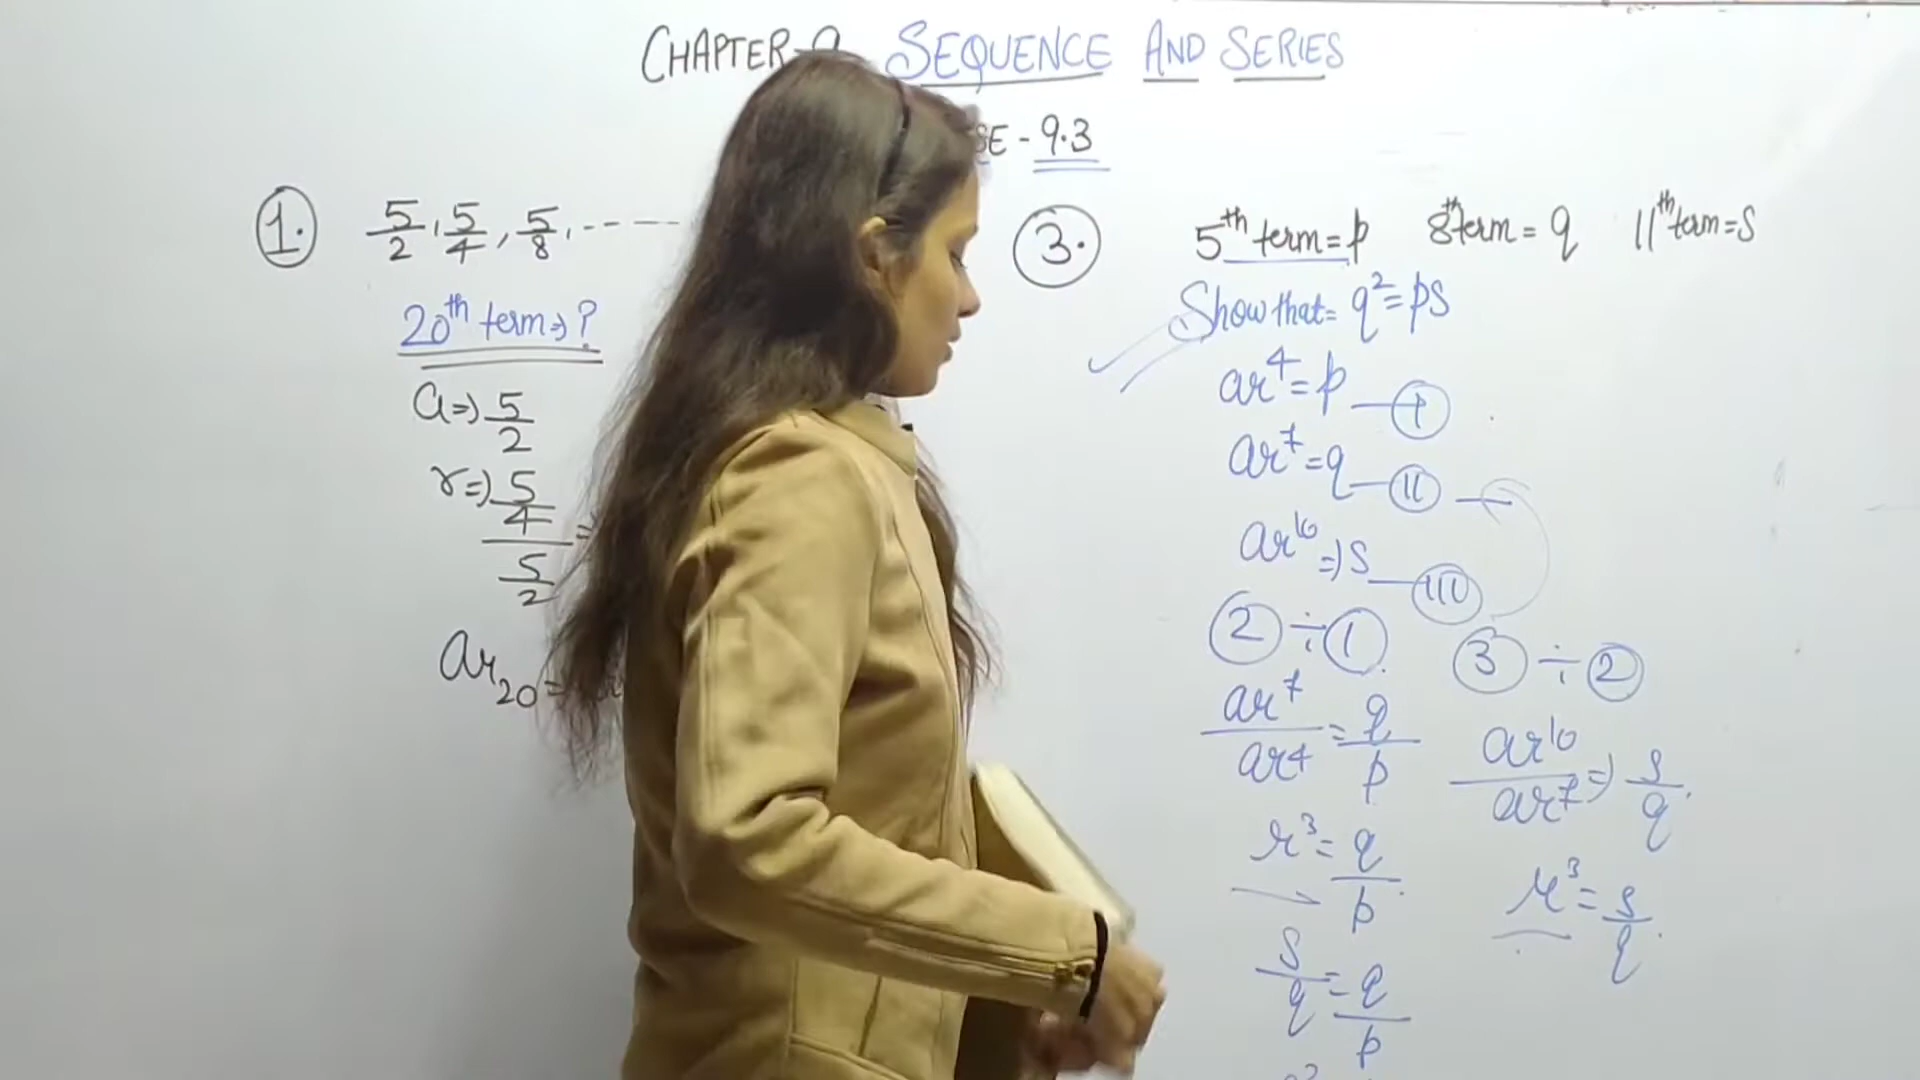 CHAPTER-9 SEQUENCE AND SERIES
SE - 9.3
1. 5/2, 5/4, 5/8, ------
20th term ⇒ ?
a ⇒ 5/2
r ⇒ 5/4 / 5/2 =
ar20 =
3. 5th term = p 8th term = q 11th term = s
Show that = q² = ps
ar⁴ = p — I
ar⁷ = q — II —
ar¹⁰ ⇒ s — III
2 ÷ 1
ar⁷/ar⁴ = q/p
r³ = q/p
s/q = q/p
3 ÷ 2
ar¹⁰/ar⁷ ⇒ s/q
r³ = s/q